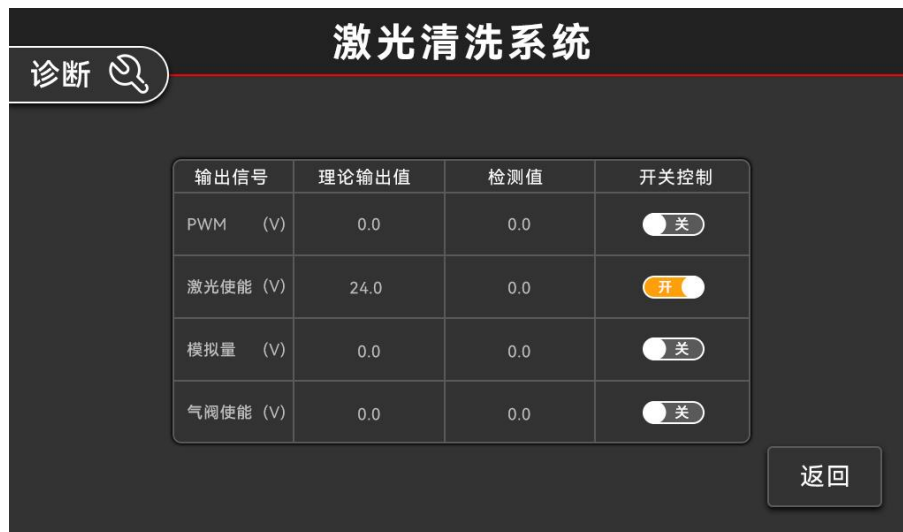 激光清洗系统
诊断
输出信号 理论输出值 检测值 开关控制
PWM (V) 0.0 0.0 关
激光使能 (V) 24.0 0.0 开
模拟量 (V) 0.0 0.0 关
气阀使能 (V) 0.0 0.0 关
返回